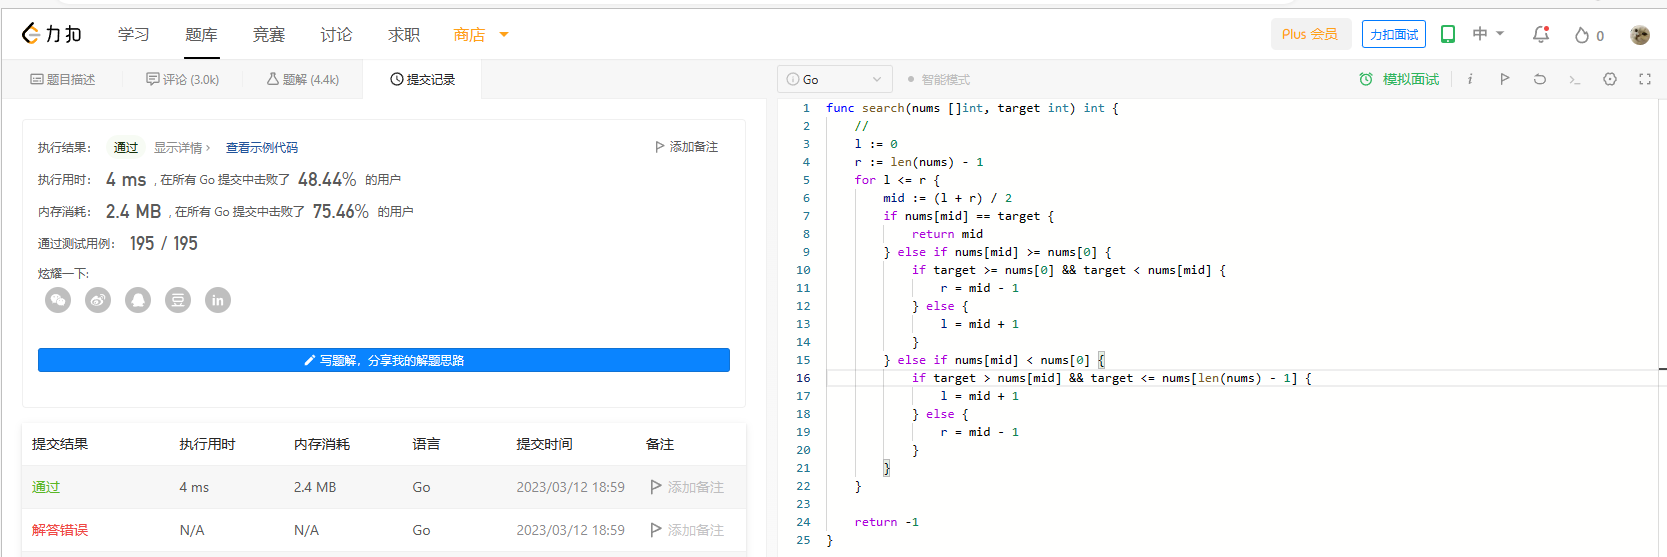 力扣 学习 题库 竞赛 讨论 求职 商店 Plus 会员 力扣面试 中 0
题目描述 评论 (3.0k) 题解 (4.4k) 提交记录
执行结果： 通过 显示详情 > 查看示例代码 添加备注
执行用时： 4 ms , 在所有 Go 提交中击败了 48.44% 的用户
内存消耗： 2.4 MB , 在所有 Go 提交中击败了 75.46% 的用户
通过测试用例： 195 / 195
炫耀一下:
豆 in
写题解，分享我的解题思路
提交结果 执行用时 内存消耗 语言 提交时间 备注
通过 4 ms 2.4 MB Go 2023/03/12 18:59 添加备注
解答错误 N/A N/A Go 2023/03/12 18:59 添加备注
Go 智能模式 模拟面试 i
1 func search(nums []int, target int) int {
2 //
3 l := 0
4 r := len(nums) - 1
5 for l <= r {
6 mid := (l + r) / 2
7 if nums[mid] == target {
8 return mid
9 } else if nums[mid] >= nums[0] {
10 if target >= nums[0] && target < nums[mid] {
11 r = mid - 1
12 } else {
13 l = mid + 1
14 }
15 } else if nums[mid] < nums[0] {
16 if target > nums[mid] && target <= nums[len(nums) - 1] {
17 l = mid + 1
18 } else {
19 r = mid - 1
20 }
21 }
22 }
23
24 return -1
25 }